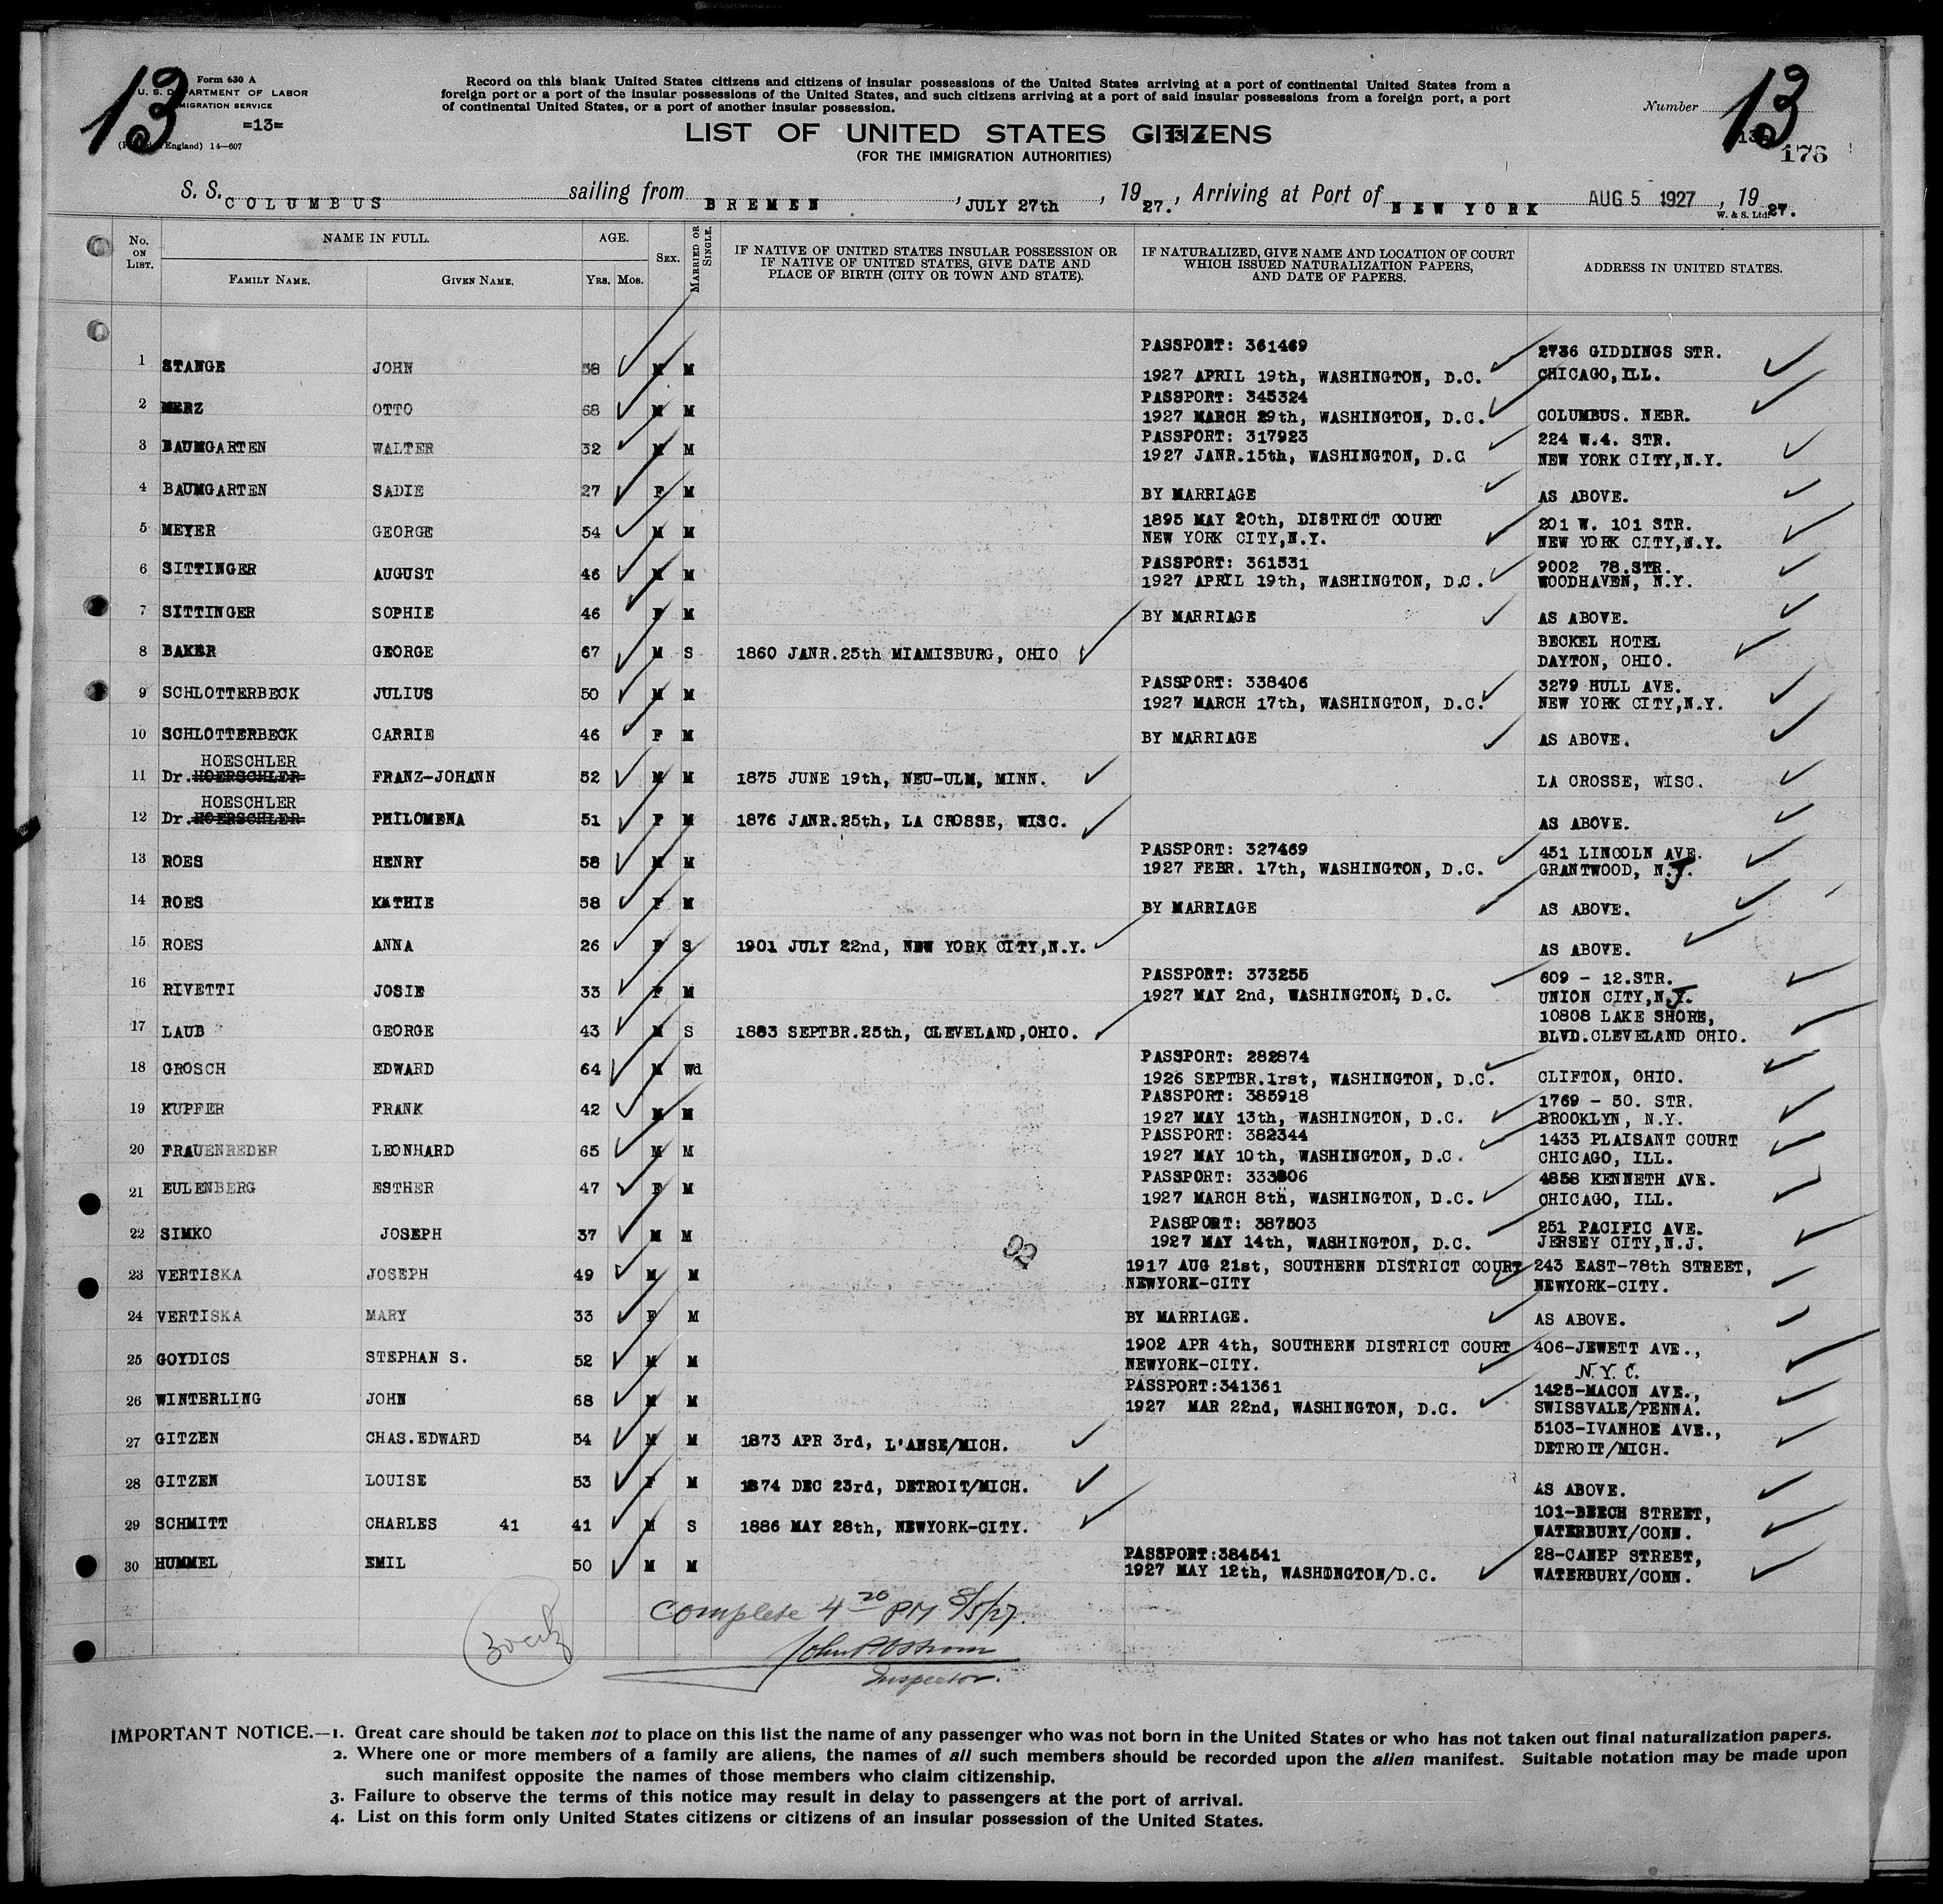 13
Form 630 A
U. S. DEPARTMENT OF LABOR
IMMIGRATION SERVICE
=13=
England) 14—607
Record on this blank United States citizens and citizens of insular possessions of the United States arriving at a port of continental United States from a
foreign port or a port of the insular possessions of the United States, and such citizens arriving at a port of said insular possessions from a foreign port, a port
of continental United States, or a port of another insular possession.
Number 13
176
LIST OF UNITED STATES CITIZENS
(FOR THE IMMIGRATION AUTHORITIES)
S. S. COLUMBUS sailing from BREMEN, JULY 27th, 1927., Arriving at Port of NEW YORK AUG 5 1927, 1927.
W. & S. Ltd.
No. ON LIST. NAME IN FULL. FAMILY NAME. GIVEN NAME. AGE. YRS. MOS. SEX. MARRIED OR SINGLE. IF NATIVE OF UNITED STATES INSULAR POSSESSION OR IF NATIVE OF UNITED STATES, GIVE DATE AND PLACE OF BIRTH (CITY OR TOWN AND STATE). IF NATURALIZED, GIVE NAME AND LOCATION OF COURT WHICH ISSUED NATURALIZATION PAPERS, AND DATE OF PAPERS. ADDRESS IN UNITED STATES.
1 STANGE JOHN 58 M M PASSPORT: 361469 1927 APRIL 19th, WASHINGTON, D.C. 2736 GIDDINGS STR. CHICAGO, ILL.
2 MERZ OTTO 68 M M PASSPORT: 345324 1927 MARCH 29th, WASHINGTON, D.C. COLUMBUS. NEBR.
3 BAUMGARTEN WALTER 32 M M PASSPORT: 317923 1927 JANR.15th, WASHINGTON, D.C 224 W.4. STR. NEW YORK CITY,N.Y.
4 BAUMGARTEN SADIE 27 F M BY MARRIAGE AS ABOVE.
5 MEYER GEORGE 54 M M 1895 MAY 20th, DISTRICT COURT NEW YORK CITY,N.Y. 201 W. 101 STR. NEW YORK CITY,N.Y.
6 SITTINGER AUGUST 46 M M PASSPORT: 361531 1927 APRIL 19th, WASHINGTON, D.C. 9002 78.STR. WOODHAVEN, N.Y.
7 SITTINGER SOPHIE 46 F M BY MARRIAGE AS ABOVE.
8 BAKER GEORGE 67 M S 1860 JANR.25th MIAMISBURG, OHIO BECKEL HOTEL DAYTON, OHIO.
9 SCHLOTTERBECK JULIUS 50 M M PASSPORT: 338406 1927 MARCH 17th, WASHINGTON, D.C. 3279 HULL AVE. NEW YORK CITY,N.Y.
10 SCHLOTTERBECK CARRIE 46 F M BY MARRIAGE AS ABOVE.
11 Dr. HOERSCHLER HOESCHLER FRANZ-JOHANN 52 M M 1875 JUNE 19th, NEU-ULM, MINN. LA CROSSE, WISC.
12 Dr. HOERSCHLER HOESCHLER PHILOMENA 51 F M 1876 JANR.25th, LA CROSSE, WISC. AS ABOVE.
13 ROES HENRY 58 M M PASSPORT: 327469 1927 FEBR. 17th, WASHINGTON, D.C. 451 LINCOLN AVE. GRANTWOOD, N.J.
14 ROES KATHIE 58 F M BY MARRIAGE AS ABOVE.
15 ROES ANNA 26 F S 1901 JULY 22nd, NEW YORK CITY,N.Y. AS ABOVE.
16 RIVETTI JOSIE 33 F M PASSPORT: 373255 1927 MAY 2nd, WASHINGTON, D.C. 609 - 12.STR. UNION CITY,N.J.
17 LAUB GEORGE 43 M S 1883 SEPTBR.25th, CLEVELAND,OHIO. 10808 LAKE SHORE, BLVD.CLEVELAND OHIO.
18 GROSCH EDWARD 64 M Wd PASSPORT: 282874 1926 SEPTBR.1rst, WASHINGTON, D.C. CLIFTON, OHIO.
19 KUPFER FRANK 42 M M PASSPORT: 385918 1927 MAY 13th, WASHINGTON, D.C. 1769 - 50. STR. BROOKLYN, N.Y.
20 FRAUENREDER LEONHARD 65 M M PASSPORT: 382344 1927 MAY 10th, WASHINGTON, D.C. 1433 PLAISANT COURT CHICAGO, ILL.
21 EULENBERG ESTHER 47 F M PASSPORT: 333806 1927 MARCH 8th, WASHINGTON, D.C. 4858 KENNETH AVE. CHICAGO, ILL.
22 SIMKO JOSEPH 37 M M PASSPORT: 387503 1927 MAY 14th, WASHINGTON, D.C. 251 PACIFIC AVE. JERSEY CITY,N.J.
23 VERTISKA JOSEPH 49 M M 1917 AUG 21st, SOUTHERN DISTRICT COURT NEWYORK-CITY 243 EAST-78th STREET, NEWYORK-CITY.
24 VERTISKA MARY 33 F M BY MARRIAGE. AS ABOVE.
25 GOYDICS STEPHAN S. 52 M M 1902 APR 4th, SOUTHERN DISTRICT COURT NEWYORK-CITY. 406-JEWETT AVE., N.Y.C.
26 WINTERLING JOHN 68 M M PASSPORT:341361 1927 MAR 22nd, WASHINGTON, D.C. 1425-MACON AVE., SWISSVALE/PENNA.
27 GITZEN CHAS.EDWARD 54 M M 1873 APR 3rd, L'ANSE/MICH. 5103-IVANHOE AVE., DETROIT/MICH.
28 GITZEN LOUISE 53 F M 1874 DEC 23rd, DETROIT/MICH. AS ABOVE.
29 SCHMITT CHARLES 41 41 M S 1886 MAY 28th, NEWYORK-CITY. 101-BEECH STREET, WATERBURY/CONN.
30 HUMMEL EMIL 50 M M PASSPORT:384541 1927 MAY 12th, WASHINGTON/D.C. 28-CANEP STREET, WATERBURY/CONN.
Complete 4 20 PM 8/5/27.
John P Ostrom
Inspector.
IMPORTANT NOTICE.—1. Great care should be taken not to place on this list the name of any passenger who was not born in the United States or who has not taken out final naturalization papers.
2. Where one or more members of a family are aliens, the names of all such members should be recorded upon the alien manifest. Suitable notation may be made upon
such manifest opposite the names of those members who claim citizenship.
3. Failure to observe the terms of this notice may result in delay to passengers at the port of arrival.
4. List on this form only United States citizens or citizens of an insular possession of the United States.